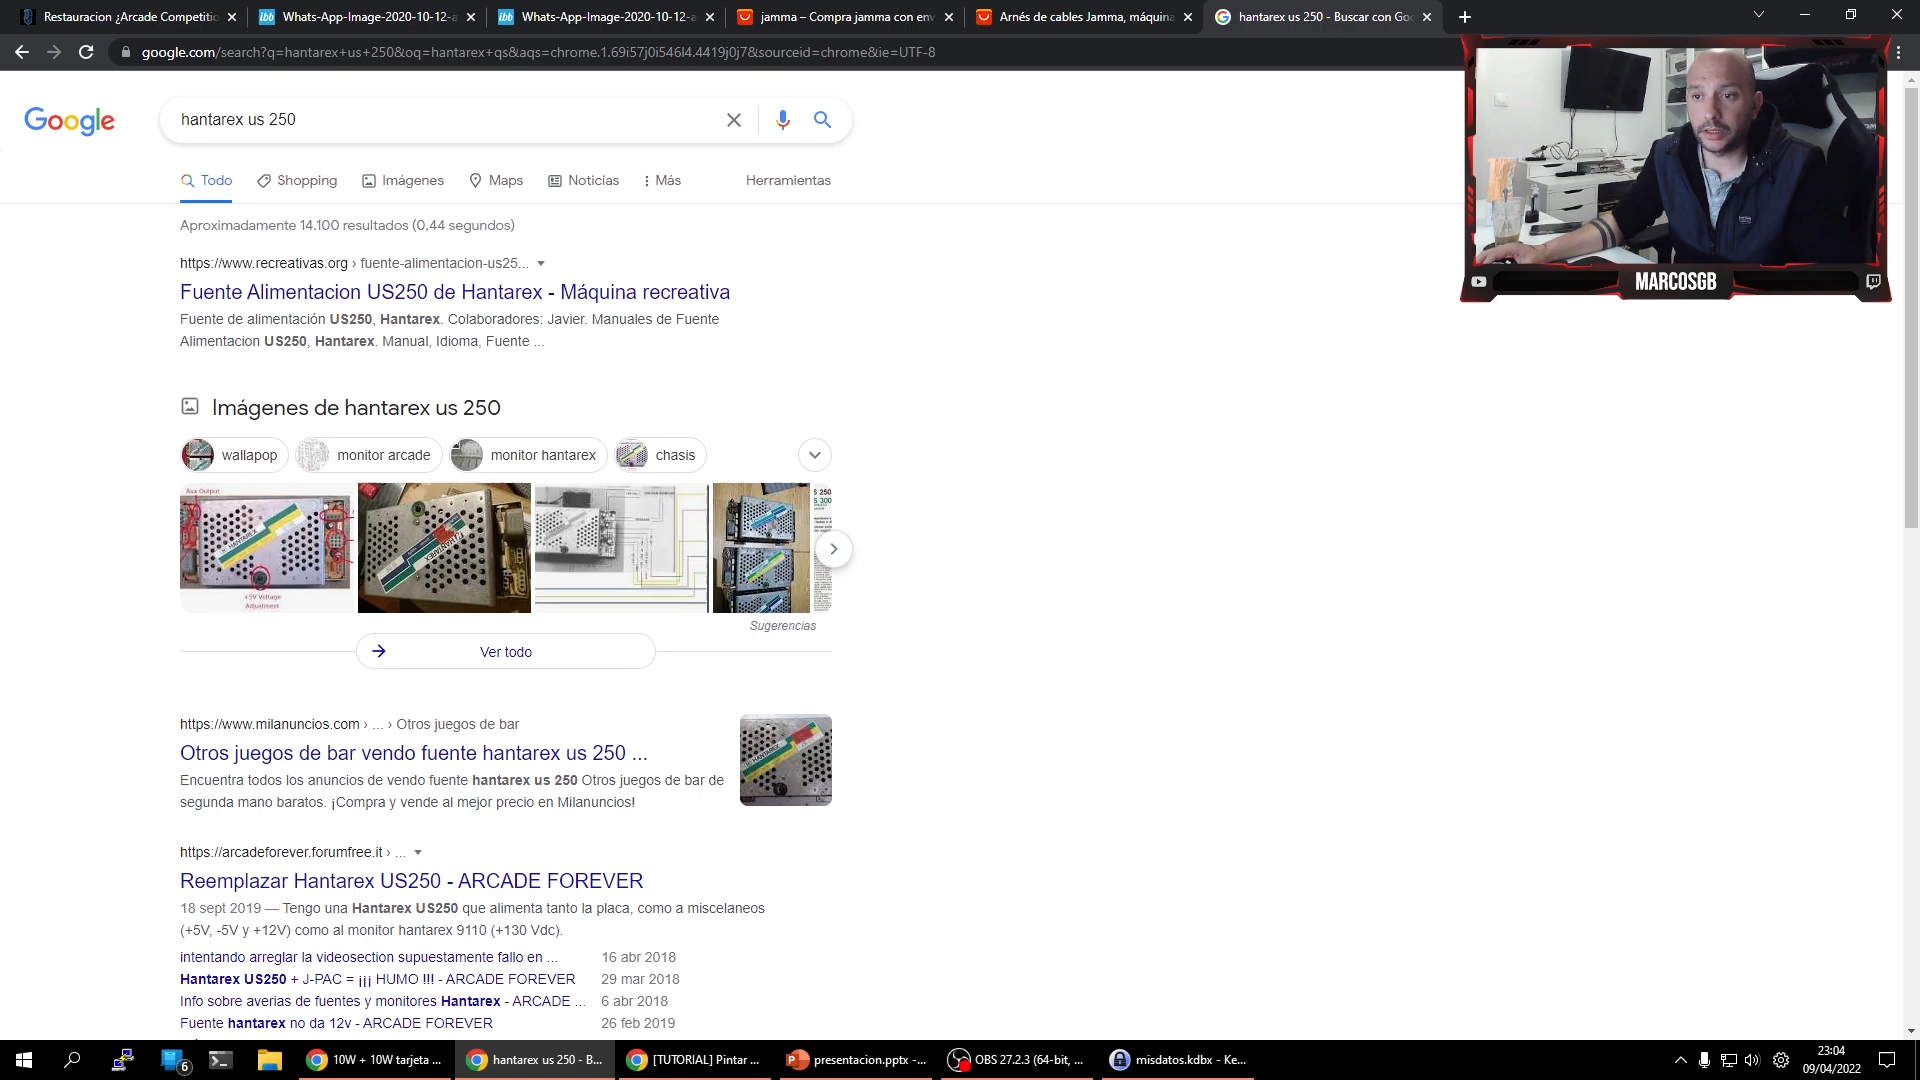 Restauracion ¿Arcade Competitio
Whats-App-Image-2020-10-12-a
Whats-App-Image-2020-10-12-a
jamma – Compra jamma con env
Arnés de cables Jamma, máquina
hantarex us 250 - Buscar con Goo
google.com/search?q=hantarex+us+250&oq=hantarex+qs&aqs=chrome.1.69i57j0i546l4.4419j0j7&sourceid=chrome&ie=UTF-8
Google
hantarex us 250
Todo
Shopping
Imágenes
Maps
Noticias
Más
Herramientas
MARCOSGB
Aproximadamente 14.100 resultados (0,44 segundos)
https://www.recreativas.org › fuente-alimentacion-us25...
Fuente Alimentacion US250 de Hantarex - Máquina recreativa
Fuente de alimentación US250, Hantarex. Colaboradores: Javier. Manuales de Fuente
Alimentacion US250, Hantarex. Manual, Idioma, Fuente ...
Imágenes de hantarex us 250
wallapop
monitor arcade
monitor hantarex
chasis
Aux Output
HANTAREX
+5V Voltage
Adjustment
HANTAREX
Sugerencias
Ver todo
https://www.milanuncios.com › ... › Otros juegos de bar
Otros juegos de bar vendo fuente hantarex us 250 ...
Encuentra todos los anuncios de vendo fuente hantarex us 250 Otros juegos de bar de
segunda mano baratos. ¡Compra y vende al mejor precio en Milanuncios!
HANTAREX
https://arcadeforever.forumfree.it › ...
Reemplazar Hantarex US250 - ARCADE FOREVER
18 sept 2019 — Tengo una Hantarex US250 que alimenta tanto la placa, como a miscelaneos
(+5V, -5V y +12V) como al monitor hantarex 9110 (+130 Vdc).
intentando arreglar la videosection supuestamente fallo en ... 16 abr 2018
Hantarex US250 + J-PAC = ¡¡¡ HUMO !!! - ARCADE FOREVER 29 mar 2018
Info sobre averias de fuentes y monitores Hantarex - ARCADE ... 6 abr 2018
Fuente hantarex no da 12v - ARCADE FOREVER 26 feb 2019
6
10W + 10W tarjeta ...
hantarex us 250 - B...
[TUTORIAL] Pintar ...
presentacion.pptx -...
OBS 27.2.3 (64-bit, ...
misdatos.kdbx - Ke...
23:04
09/04/2022